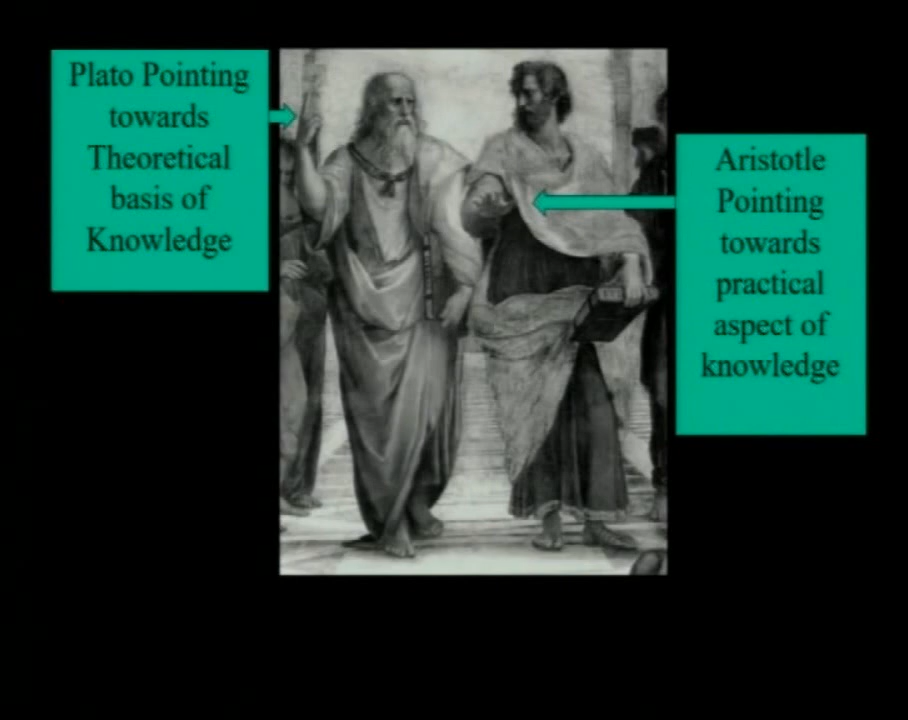 Plato Pointing
towards
Theoretical
basis of
Knowledge
Aristotle
Pointing
towards
practical
aspect of
knowledge